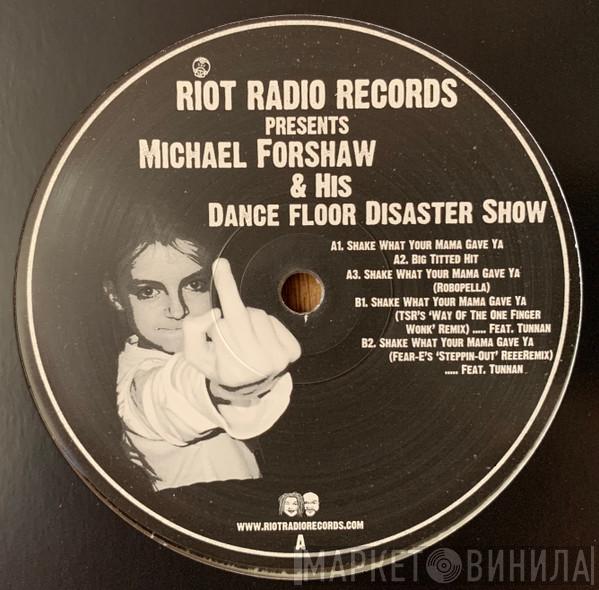 RIOT RADIO RECORDS
PRESENTS
MICHAEL FORSHAW
& HIS
DANCE FLOOR DISASTER SHOW
A1. SHAKE WHAT YOUR MAMA GAVE YA
A2. BIG TITTED HIT
A3. SHAKE WHAT YOUR MAMA GAVE YA
(ROBOPELLA)
B1. SHAKE WHAT YOUR MAMA GAVE YA
(TSR'S 'WAY OF THE ONE FINGER
WONK' REMIX) ..... FEAT. TUNNAN
B2. SHAKE WHAT YOUR MAMA GAVE YA
(FEAR-E'S 'STEPPIN-OUT' REEEREMIX)
..... FEAT. TUNNAN
WWW.RIOTRADIORECORDS.COM
A
МАРКЕТ ВИНИЛА